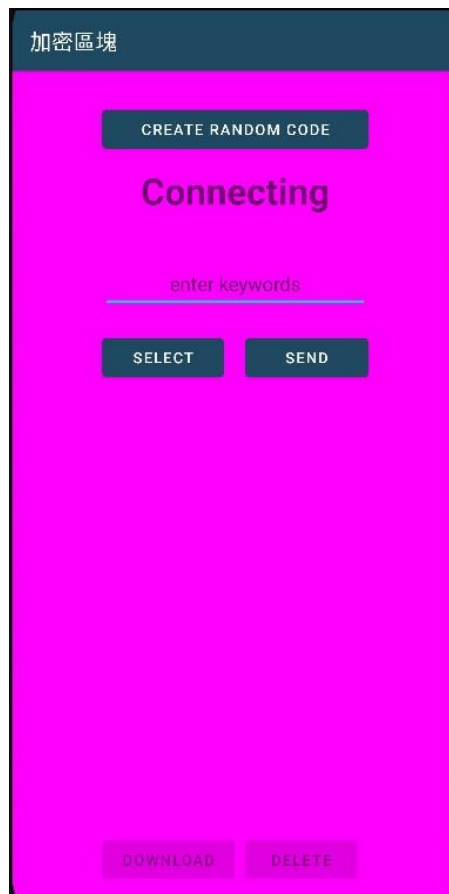 加密區塊
CREATE RANDOM CODE
Connecting
enter keywords
SELECT SEND
DOWNLOAD DELETE